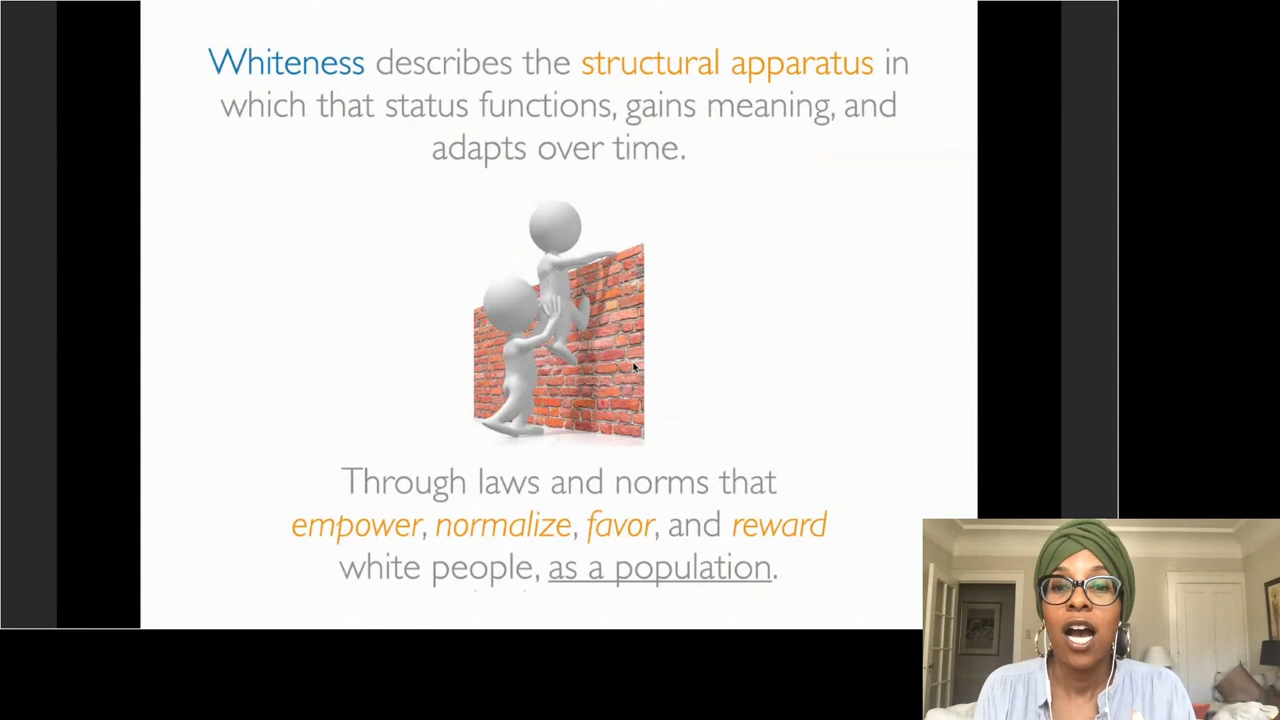 Whiteness describes the structural apparatus in
which that status functions, gains meaning, and
adapts over time.
Through laws and norms that
empower, normalize, favor, and reward
white people, as a population.